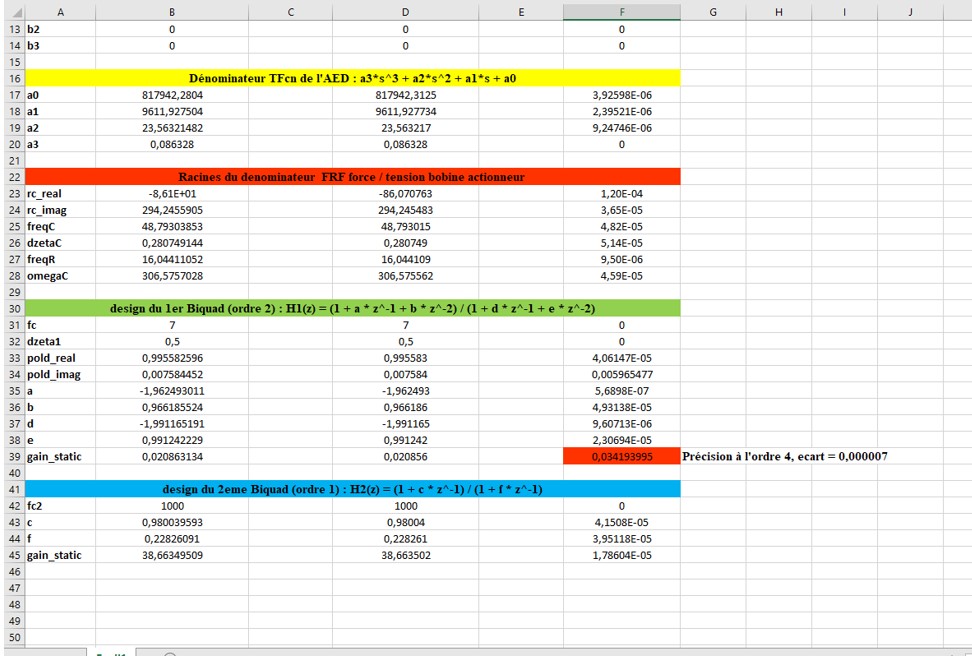 A B C D E F G H I J
13 b2 0 0 0
14 b3 0 0 0
15
16 Dénominateur TFcn de l'AED : a3*s^3 + a2*s^2 + a1*s + a0
17 a0 817942,2804 817942,3125 3,92598E-06
18 a1 9611,927504 9611,927734 2,39521E-06
19 a2 23,56321482 23,563217 9,24746E-06
20 a3 0,086328 0,086328 0
21
22 Racines du denominateur FRF force / tension bobine actionneur
23 rc_real -8,61E+01 -86,070763 1,20E-04
24 rc_imag 294,2455905 294,245483 3,65E-05
25 freqC 48,79303853 48,793015 4,82E-05
26 dzetaC 0,280749144 0,280749 5,14E-05
27 freqR 16,04411052 16,044109 9,50E-06
28 omegaC 306,5757028 306,575562 4,59E-05
29
30 design du 1er Biquad (ordre 2) : H1(z) = (1 + a * z^-1 + b * z^-2) / (1 + d * z^-1 + e * z^-2)
31 fc 7 7 0
32 dzeta1 0,5 0,5 0
33 pold_real 0,995582596 0,995583 4,06147E-05
34 pold_imag 0,007584452 0,007584 0,005965477
35 a -1,962493011 -1,962493 5,6898E-07
36 b 0,966185524 0,966186 4,93138E-05
37 d -1,991165191 -1,991165 9,60713E-06
38 e 0,991242229 0,991242 2,30694E-05
39 gain_static 0,020863134 0,020856 0,034193995 Précision à l'ordre 4, ecart = 0,000007
40
41 design du 2eme Biquad (ordre 1) : H2(z) = (1 + c * z^-1) / (1 + f * z^-1)
42 fc2 1000 1000 0
43 c 0,980039593 0,98004 4,1508E-05
44 f 0,22826091 0,228261 3,95118E-05
45 gain_static 38,66349509 38,663502 1,78604E-05
46
47
48
49
50